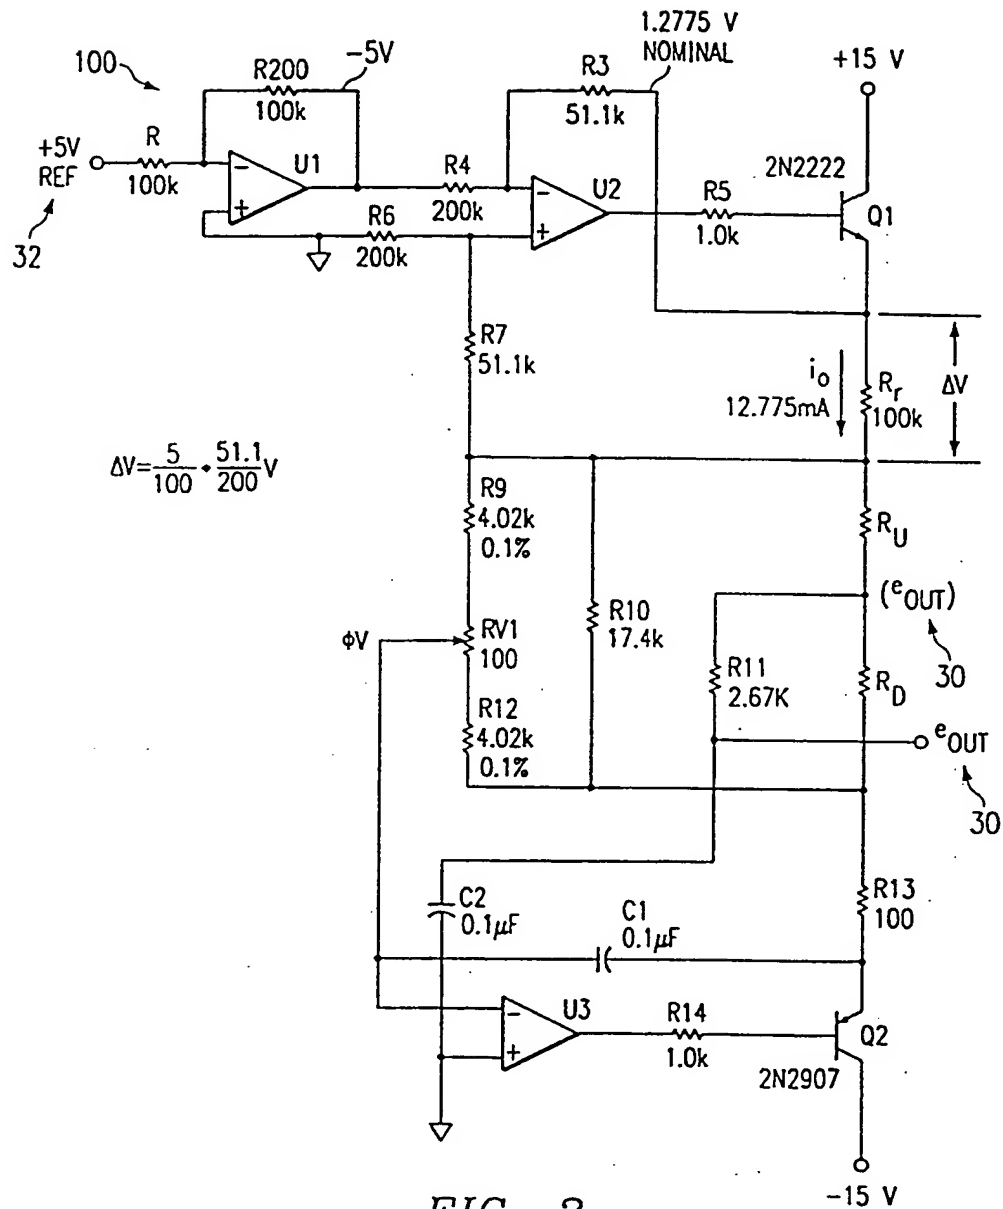 100
R200
100k
-5V
+5V
REF
R
100k
32
U1
R4
200k
R6
200k
R3
51.1k
1.2775 V
NOMINAL
U2
R5
1.0k
+15 V
2N2222
Q1
R7
51.1k
i₀
12.775mA
Rᵣ
100k
ΔV
ΔV=5/100 • 51.1/200 V
R9
4.02k
0.1%
R_U
(e_OUT)
30
ϕV
RV1
100
R10
17.4k
R11
2.67K
R_D
R12
4.02k
0.1%
e_OUT
30
C2
0.1μF
C1
0.1μF
R13
100
U3
R14
1.0k
Q2
2N2907
-15 V